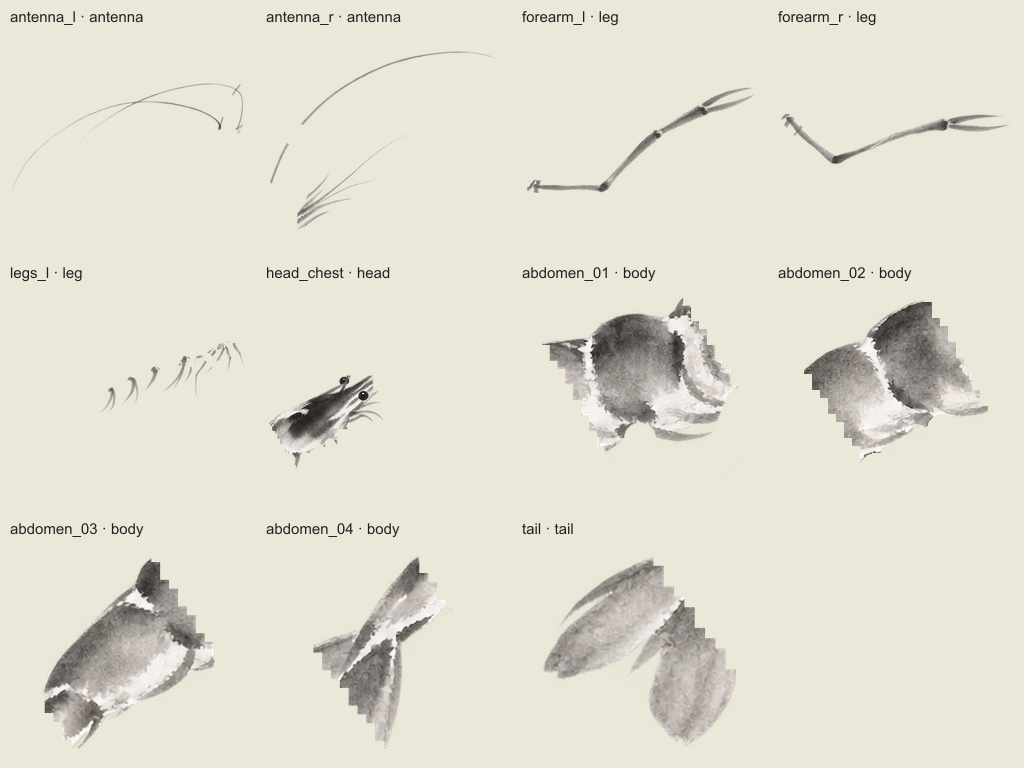 antenna_l · antenna
antenna_r · antenna
forearm_l · leg
forearm_r · leg
legs_l · leg
head_chest · head
abdomen_01 · body
abdomen_02 · body
abdomen_03 · body
abdomen_04 · body
tail · tail